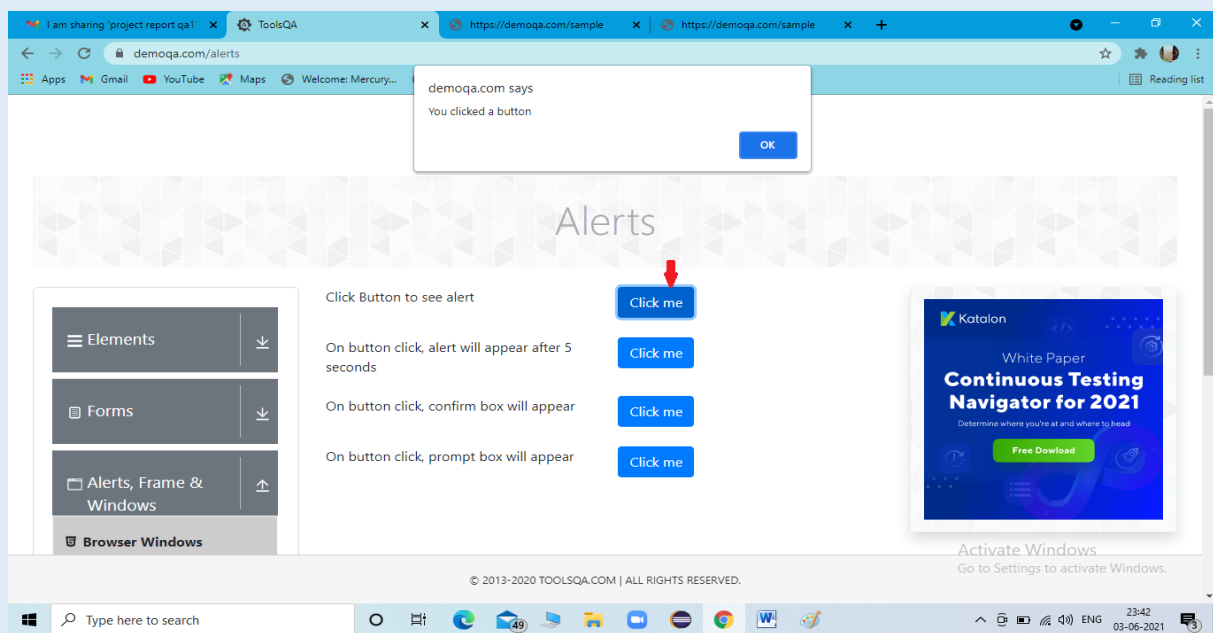 I am sharing 'project report qa1'
ToolsQA
https://demoqa.com/sample
https://demoqa.com/sample
demoqa.com/alerts
Apps
Gmail
YouTube
Maps
Welcome: Mercury...
Reading list
demoqa.com says
You clicked a button
OK
Alerts
Click Button to see alert
Click me
On button click, alert will appear after 5
seconds
Click me
On button click, confirm box will appear
Click me
On button click, prompt box will appear
Click me
Elements
Forms
Alerts, Frame &
Windows
Browser Windows
Katalon
White Paper
Continuous Testing
Navigator for 2021
Determine where you're at and where to head
Free Dowload
Activate Windows
Go to Settings to activate Windows.
© 2013-2020 TOOLSQA.COM | ALL RIGHTS RESERVED.
Type here to search
49
W
ENG
23:42
03-06-2021
3